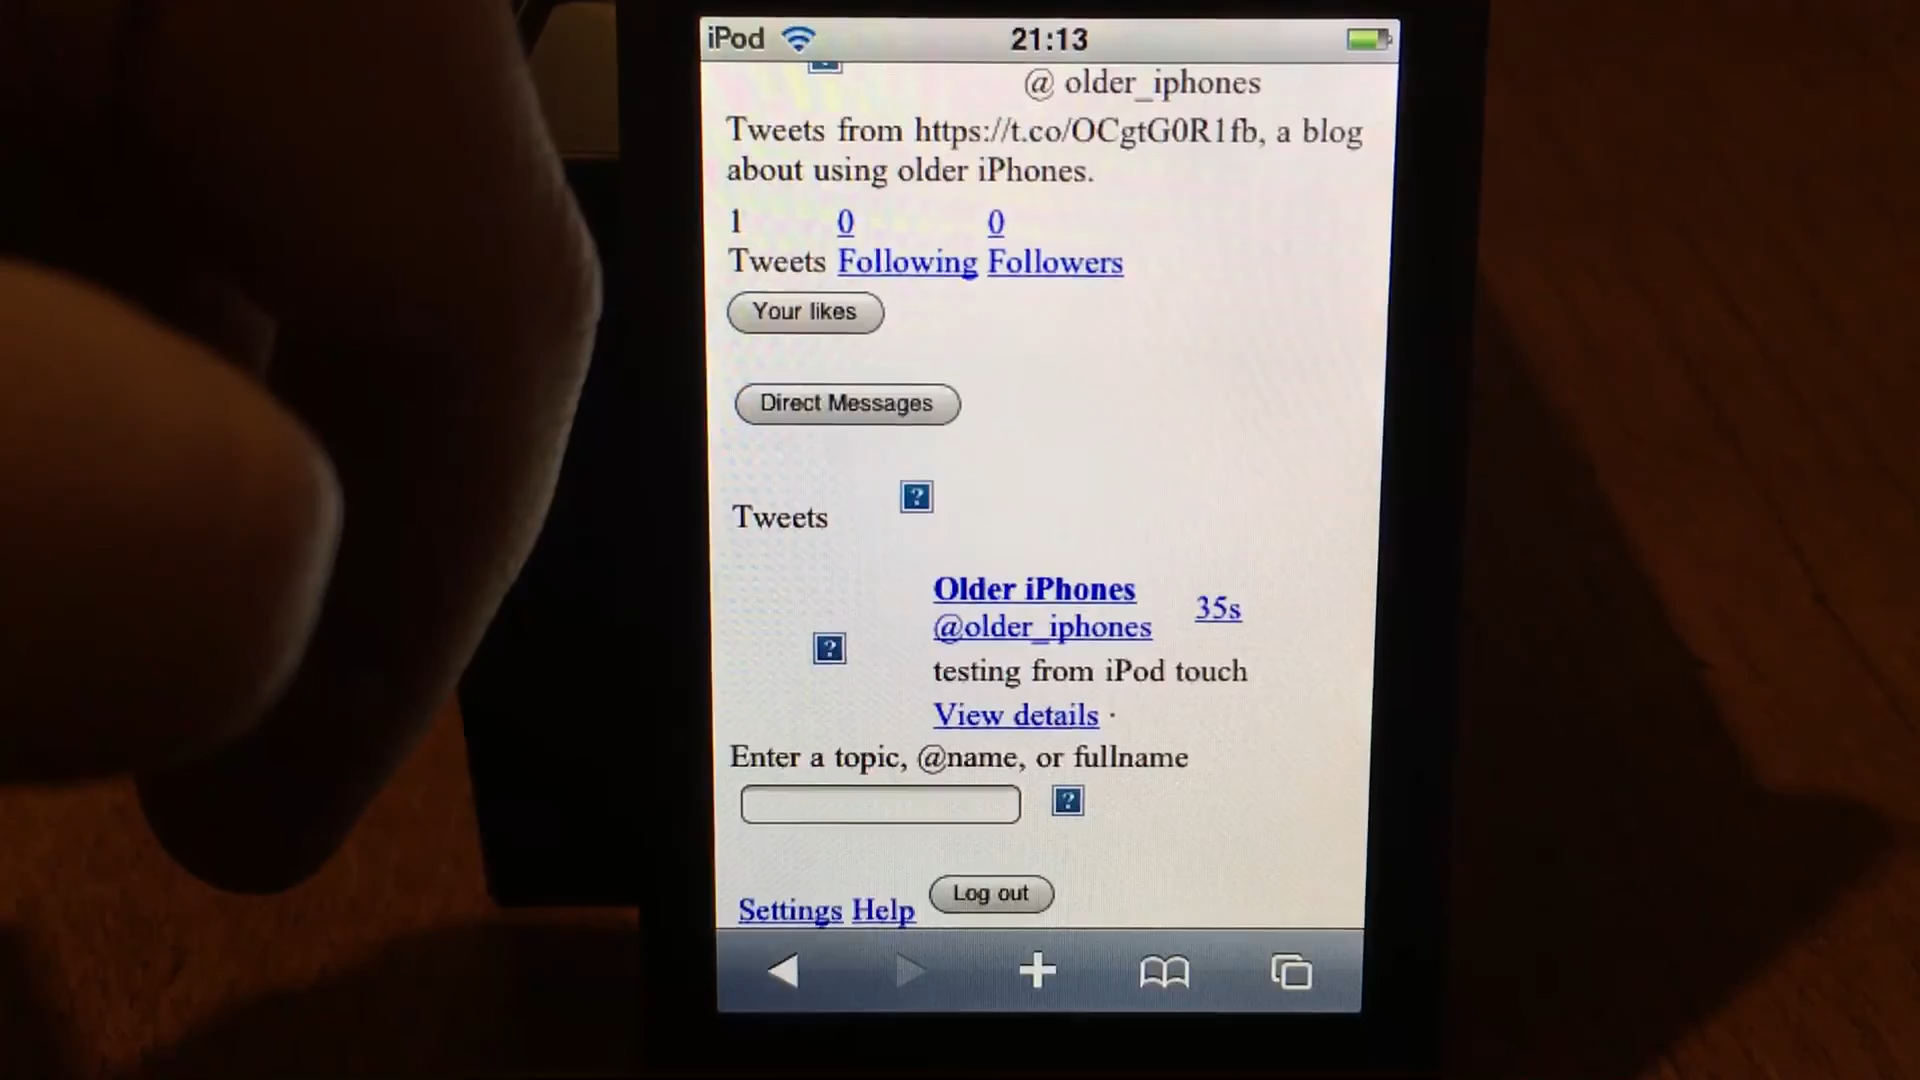 iPod 21:13
@ older_iphones
Tweets from https://t.co/OCgtG0R1fb, a blog
about using older iPhones.
1 0 0
Tweets Following Followers
Your likes
Direct Messages
Tweets
Older iPhones
@older_iphones 35s
testing from iPod touch
View details ·
Enter a topic, @name, or fullname
Settings Help Log out